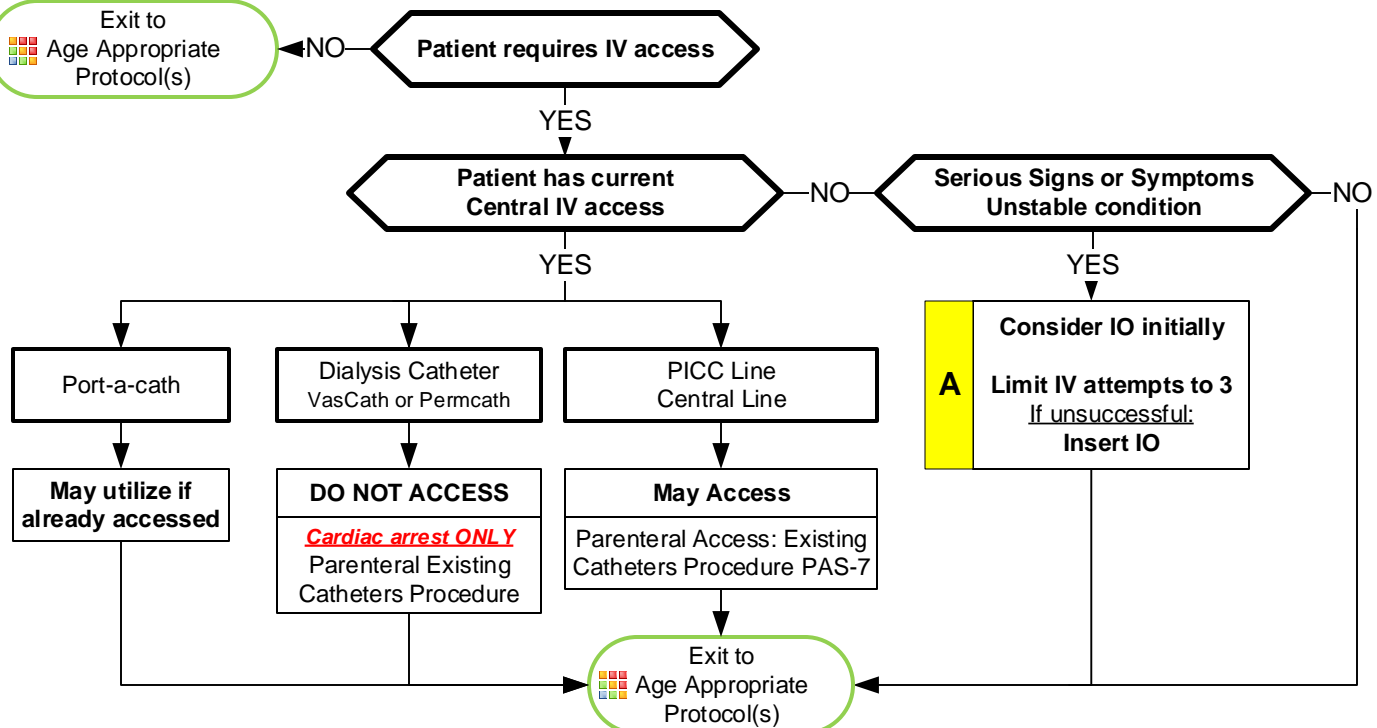 Exit to
Age Appropriate
Protocol(s)
NO
Patient requires IV access
YES
Patient has current
Central IV access
NO
Serious Signs or Symptoms
Unstable condition
NO
YES
YES
Port-a-cath
Dialysis Catheter
VasCath or Permcath
PICC Line
Central Line
A
Consider IO initially
Limit IV attempts to 3
If unsuccessful:
Insert IO
May utilize if
already accessed
DO NOT ACCESS
Cardiac arrest ONLY
Parenteral Existing
Catheters Procedure
May Access
Parenteral Access: Existing
Catheters Procedure PAS-7
Exit to
Age Appropriate
Protocol(s)